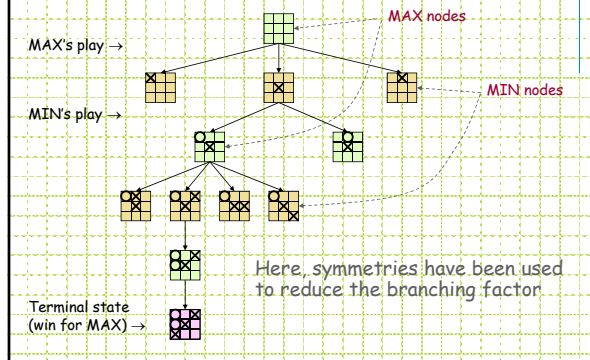 MAX nodes
MAX's play →
MIN nodes
MIN's play →
Here, symmetries have been used
to reduce the branching factor
Terminal state
(win for MAX) →